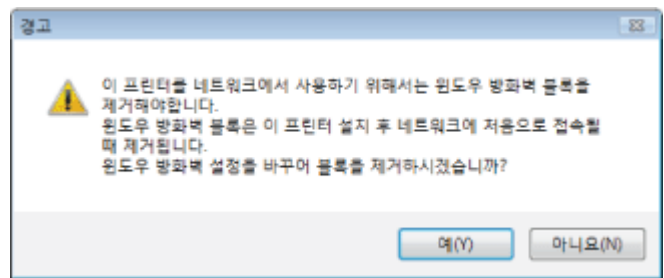 경고
이 프린터를 네트워크에서 사용하기 위해서는 윈도우 방화벽 블록을
제거해야합니다.
윈도우 방화벽 블록은 이 프린터 설치 후 네트워크에 처음으로 접속될
때 제거됩니다.
윈도우 방화벽 설정을 바꾸어 블록를 제거하시겠습니까?
예(Y) 아니요(N)